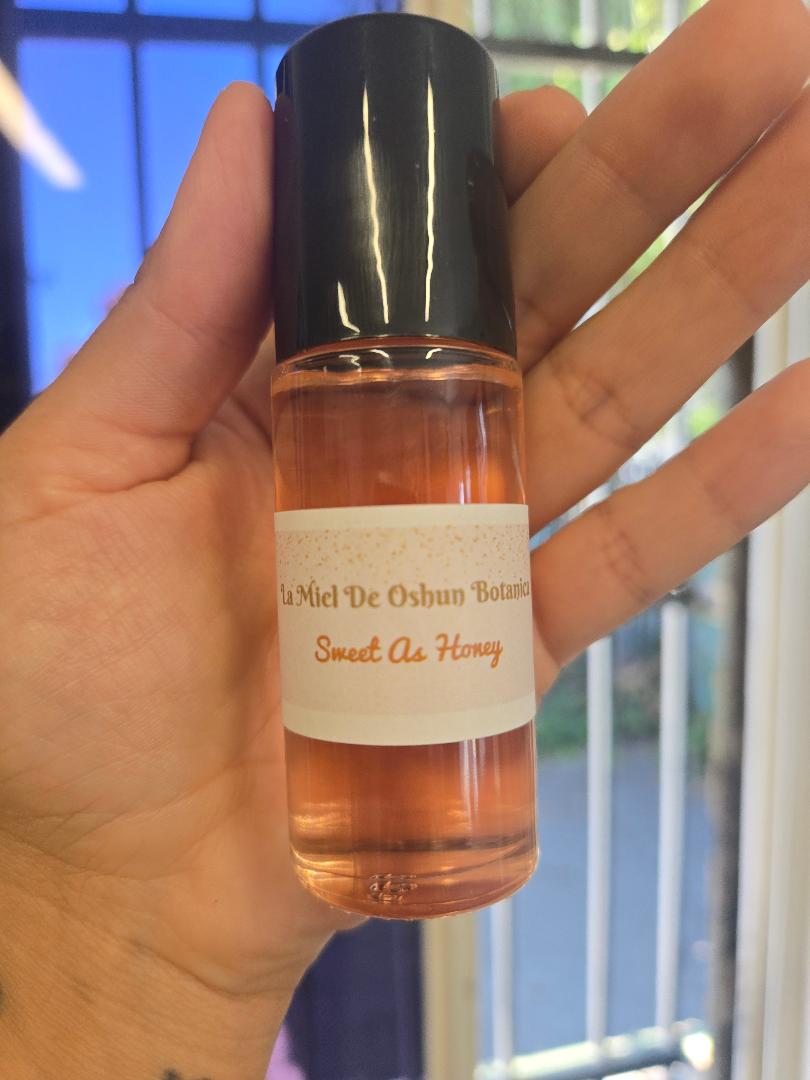 La Miel De Oshun Botanica
Sweet As Honey